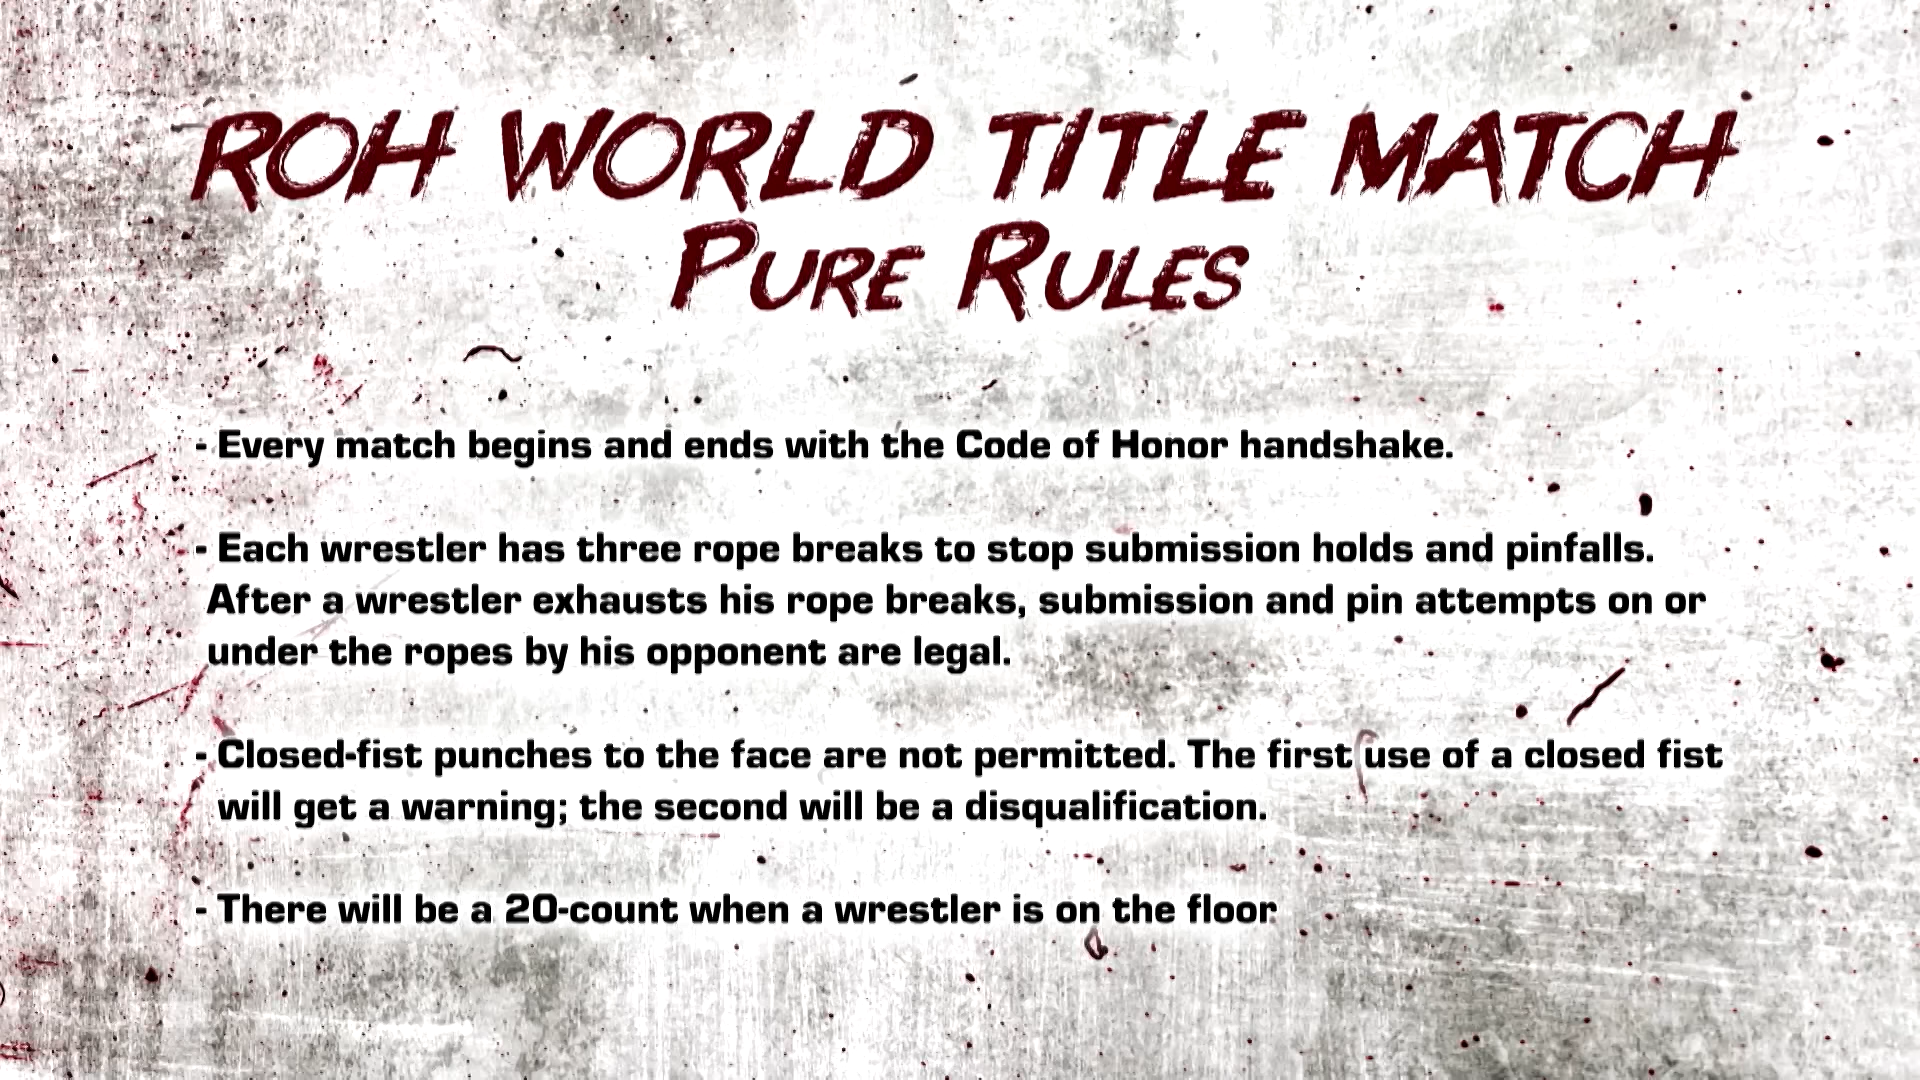 ROH WORLD TITLE MATCH
PURE RULES
- Every match begins and ends with the Code of Honor handshake.
- Each wrestler has three rope breaks to stop submission holds and pinfalls.
After a wrestler exhausts his rope breaks, submission and pin attempts on or
under the ropes by his opponent are legal.
- Closed-fist punches to the face are not permitted. The first use of a closed fist
will get a warning; the second will be a disqualification.
- There will be a 20-count when a wrestler is on the floor